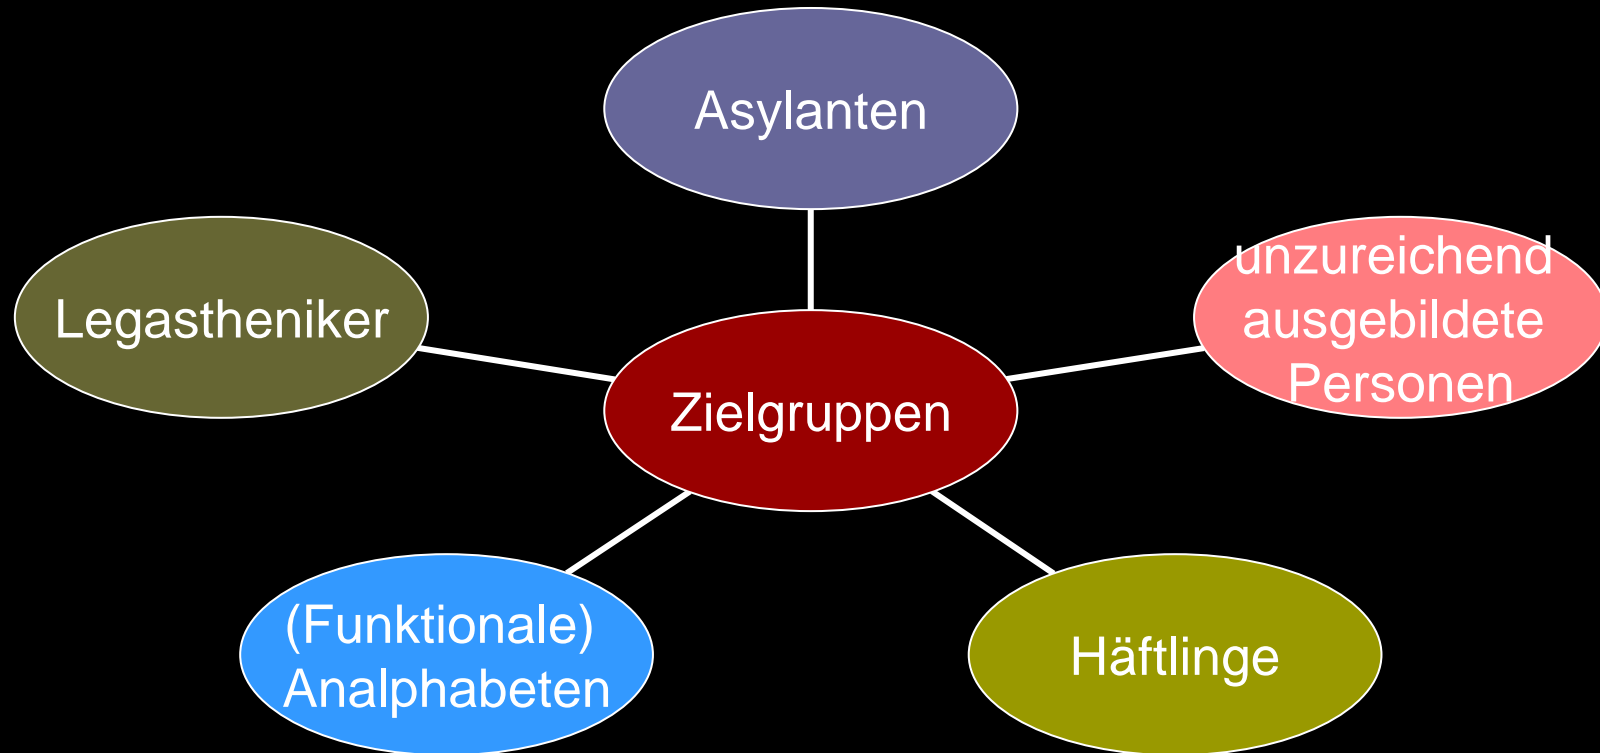 Asylanten
Legastheniker
unzureichend
ausgebildete
Personen
Zielgruppen
(Funktionale)
Analphabeten
Häftlinge